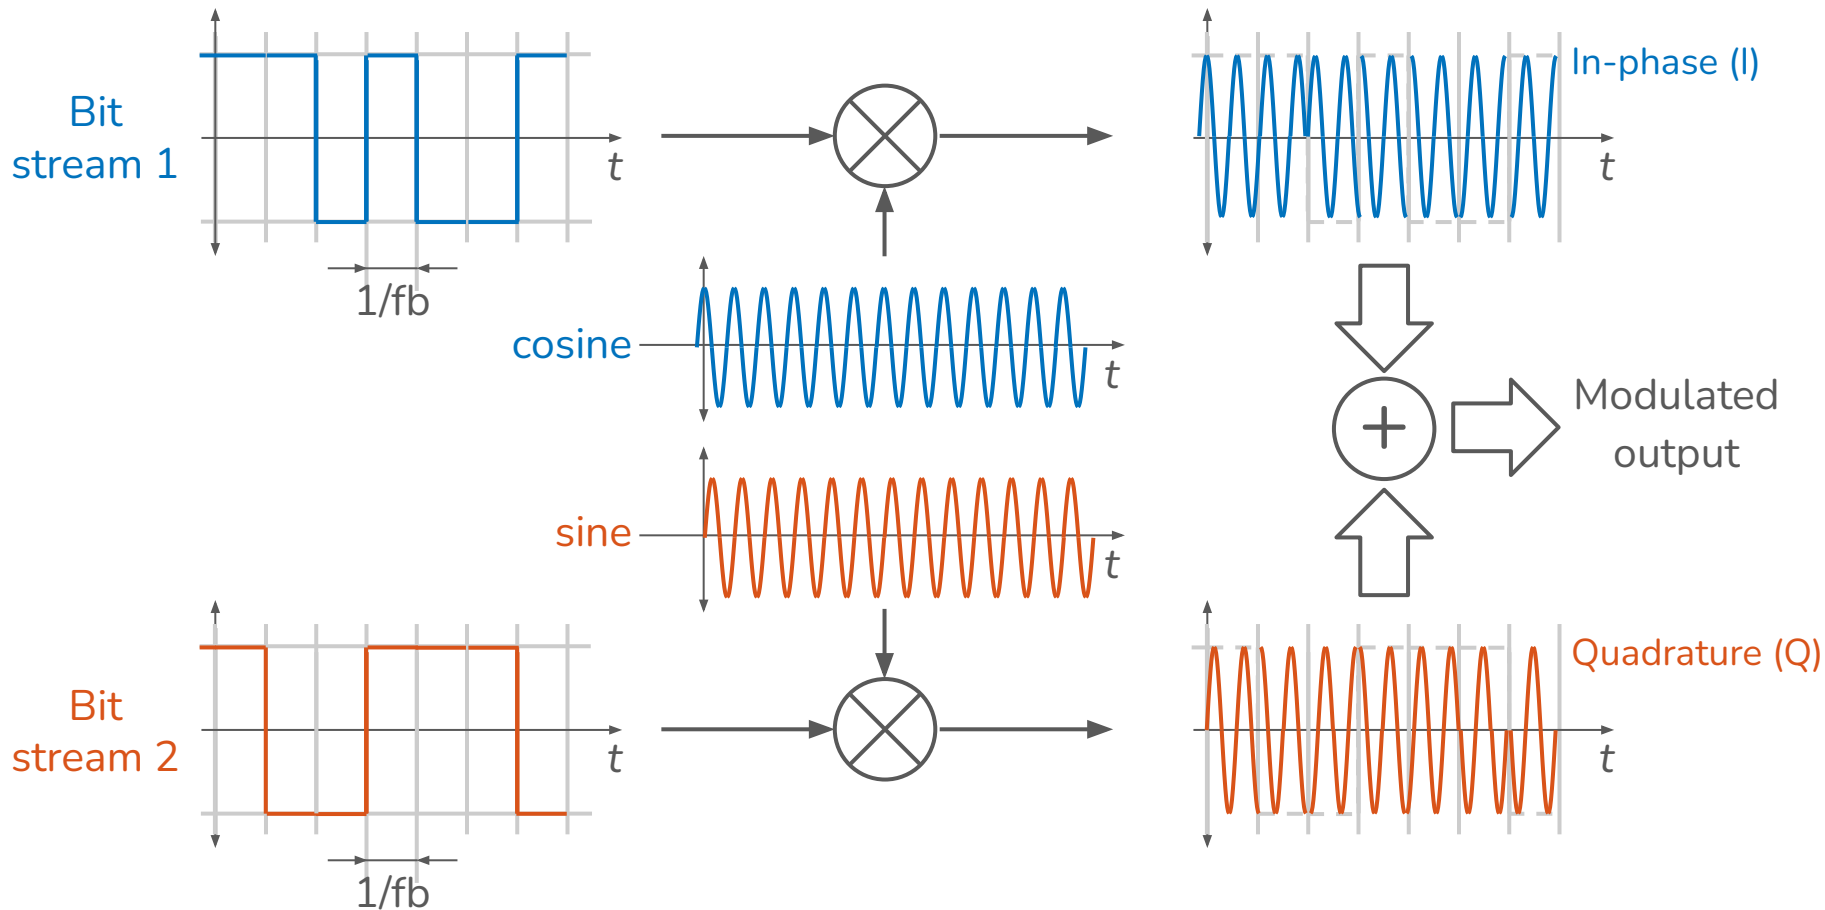 Bit
stream 1
t
1/fb
In-phase (I)
t
cosine
t
sine
t
Modulated
output
Bit
stream 2
t
1/fb
Quadrature (Q)
t